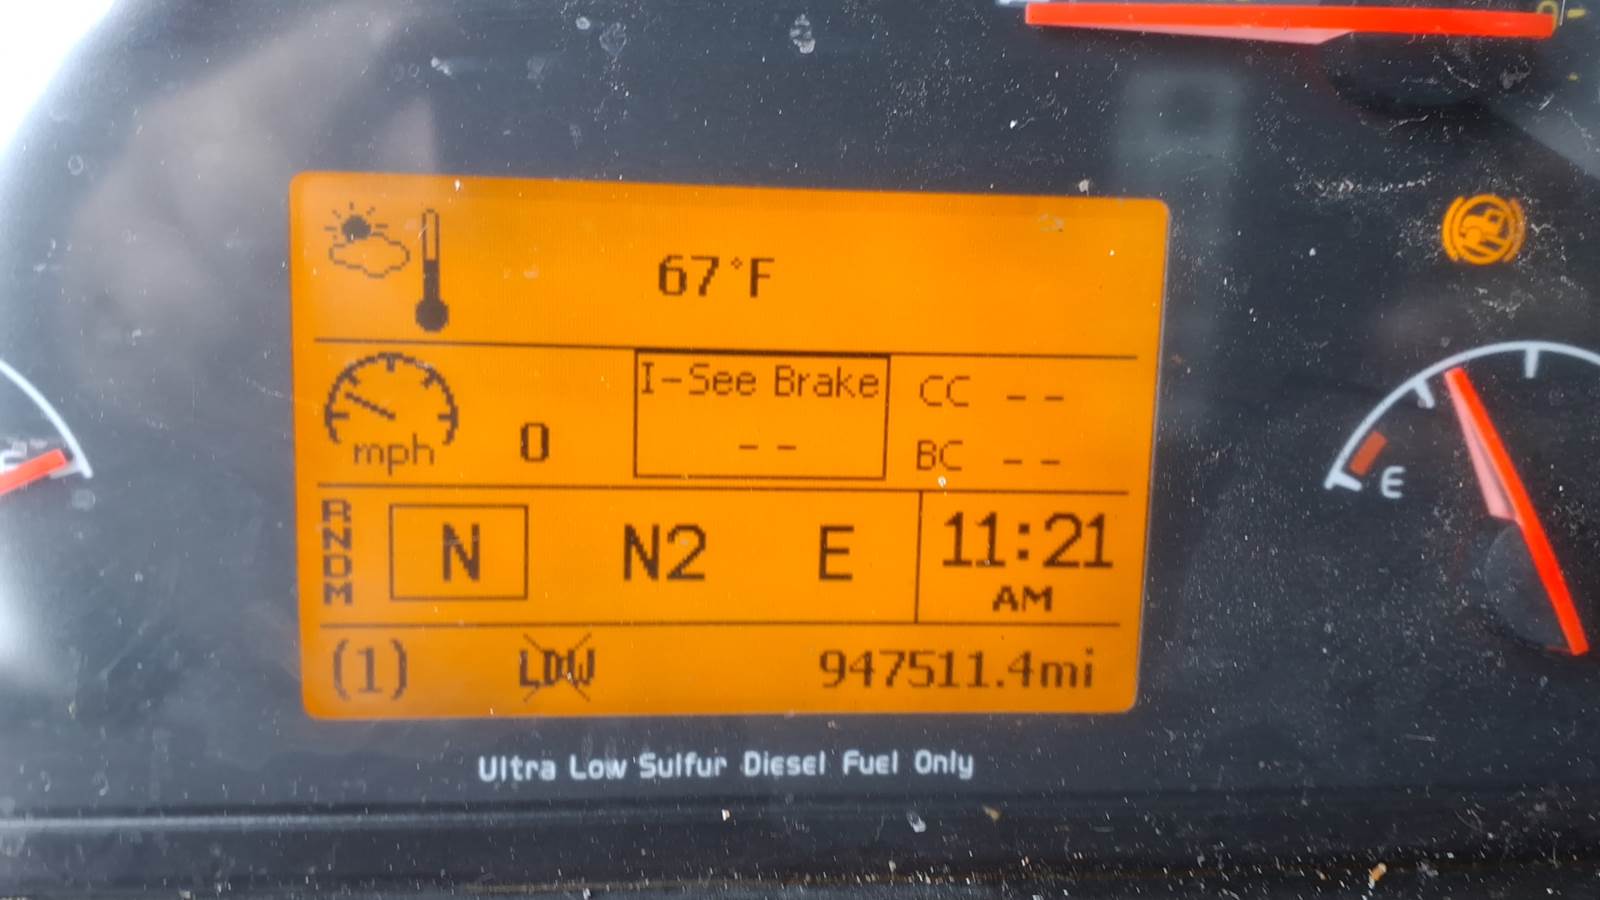 67°F
I-See Brake
CC --
mph 0
--
BC --
R
N
D
M
N N2 E 11:21
AM
(1) LDW 947511.4mi
E
Ultra Low Sulfur Diesel Fuel Only